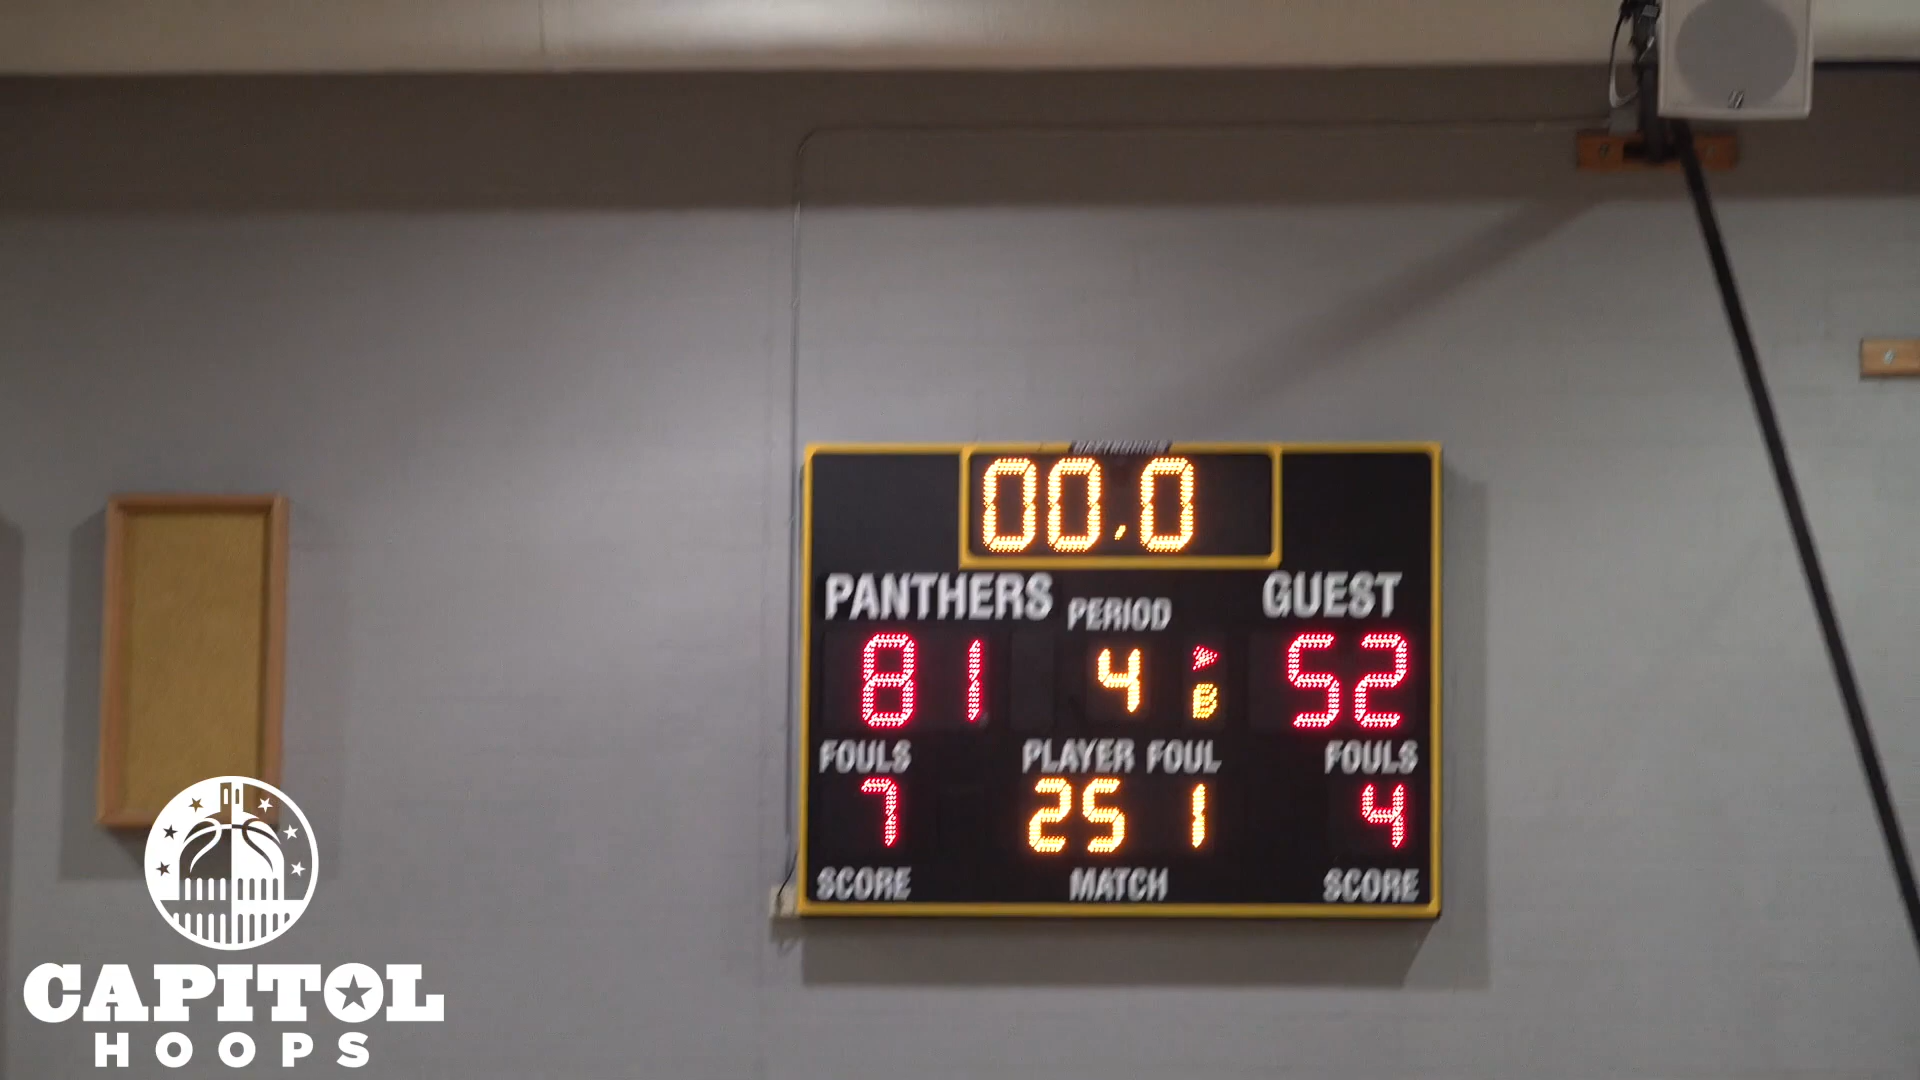 DAKTRONICS
00.0
PANTHERS PERIOD GUEST
81 4 B 52
FOULS PLAYER FOUL FOULS
7 25 1 4
SCORE MATCH SCORE
CAPITOL
HOOPS